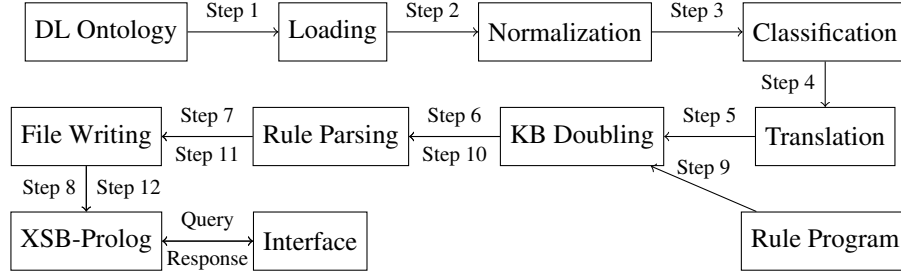 Step 1
Step 2
Step 3
DL Ontology
Loading
Normalization
Classification
Step 4
Step 7
Step 6
Step 5
File Writing
Rule Parsing
KB Doubling
Translation
Step 11
Step 10
Step 9
Step 8
Step 12
Query
XSB-Prolog
Interface
Rule Program
Response